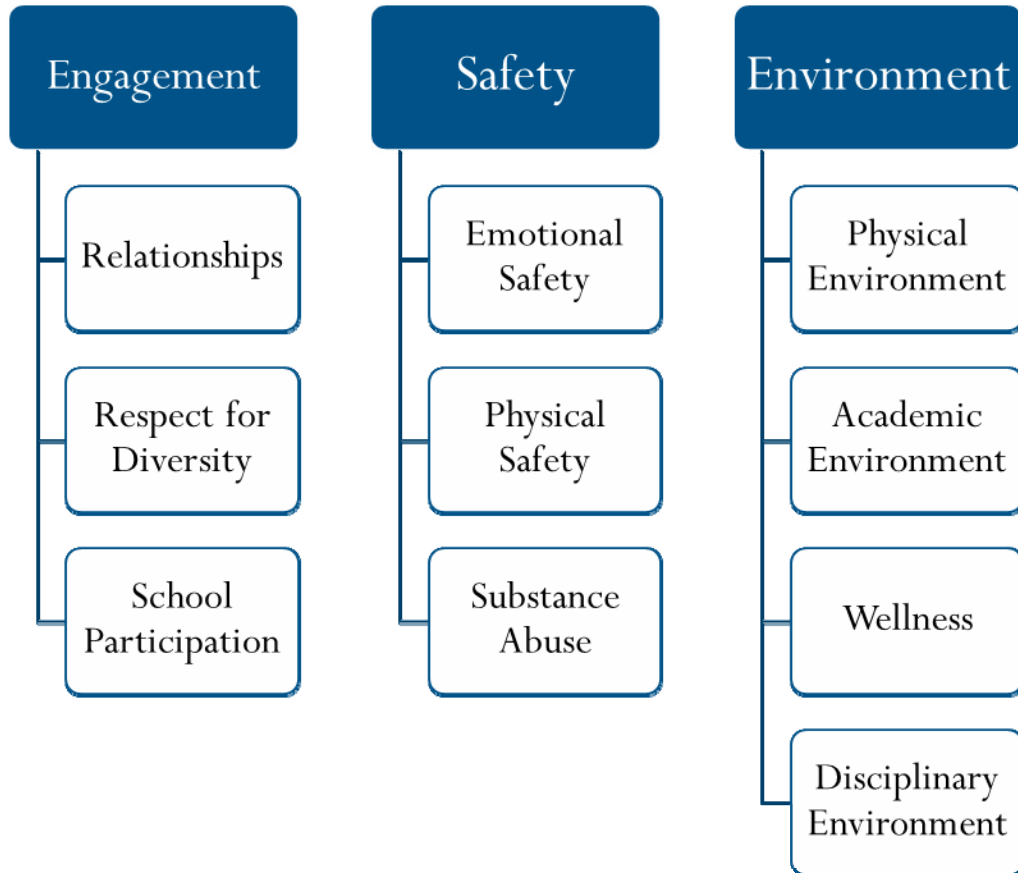 Engagement
Relationships
Respect for
Diversity
School
Participation
Safety
Emotional
Safety
Physical
Safety
Substance
Abuse
Environment
Physical
Environment
Academic
Environment
Wellness
Disciplinary
Environment